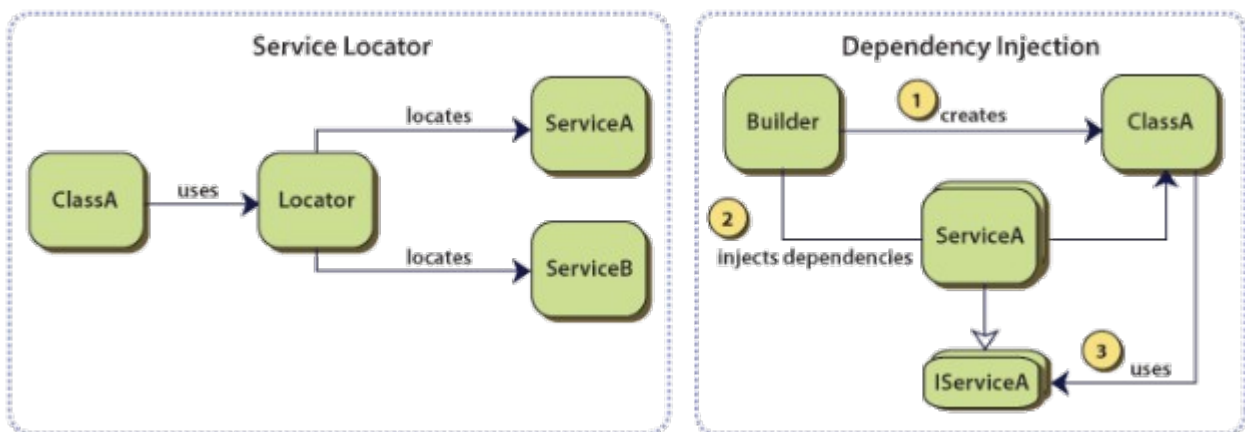 Service Locator
ClassA
uses
Locator
locates
ServiceA
locates
ServiceB
Dependency Injection
Builder
1
creates
ClassA
2
injects dependencies
ServiceA
IServiceA
3
uses